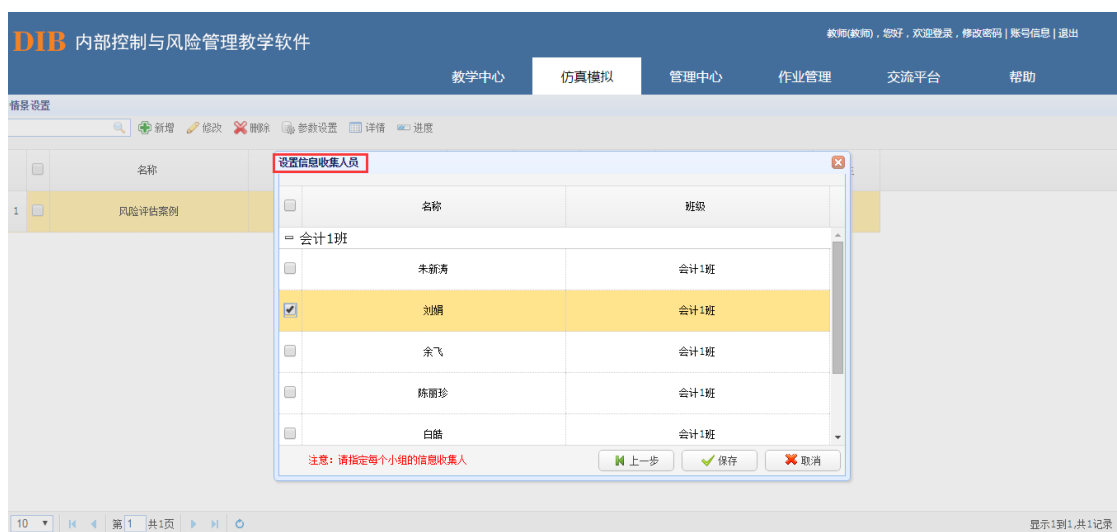 DIB 内部控制与风险管理教学软件
教师(教师)，您好，欢迎登录，修改密码 | 账号信息 | 退出
教学中心 仿真模拟 管理中心 作业管理 交流平台 帮助
情景设置
新增 修改 删除 参数设置 详情 进度
名称
1 风险评估案例
设置信息收集人员
名称 班级
会计1班
朱新涛 会计1班
刘娟 会计1班
余飞 会计1班
陈丽珍 会计1班
白皓 会计1班
注意：请指定每个小组的信息收集人 上一步 保存 取消
10 第 1 共1页 显示1到1,共1记录